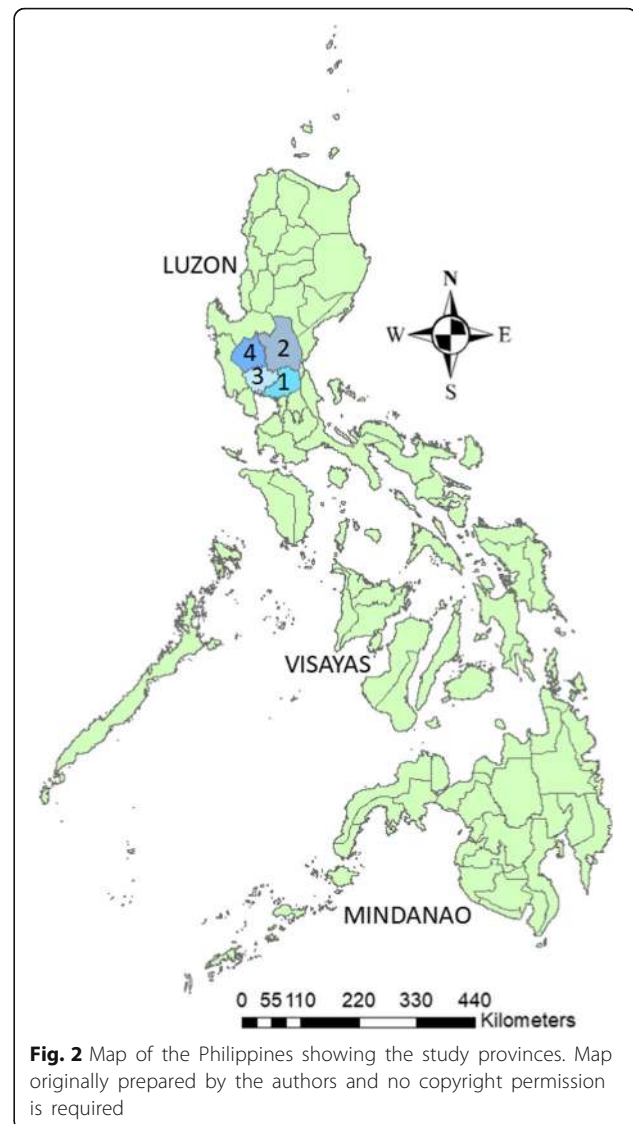 LUZON
N
W E
S
4 2
3 1
VISAYAS
MINDANAO
0 55 110 220 330 440
Kilometers
Fig. 2 Map of the Philippines showing the study provinces. Map
originally prepared by the authors and no copyright permission
is required